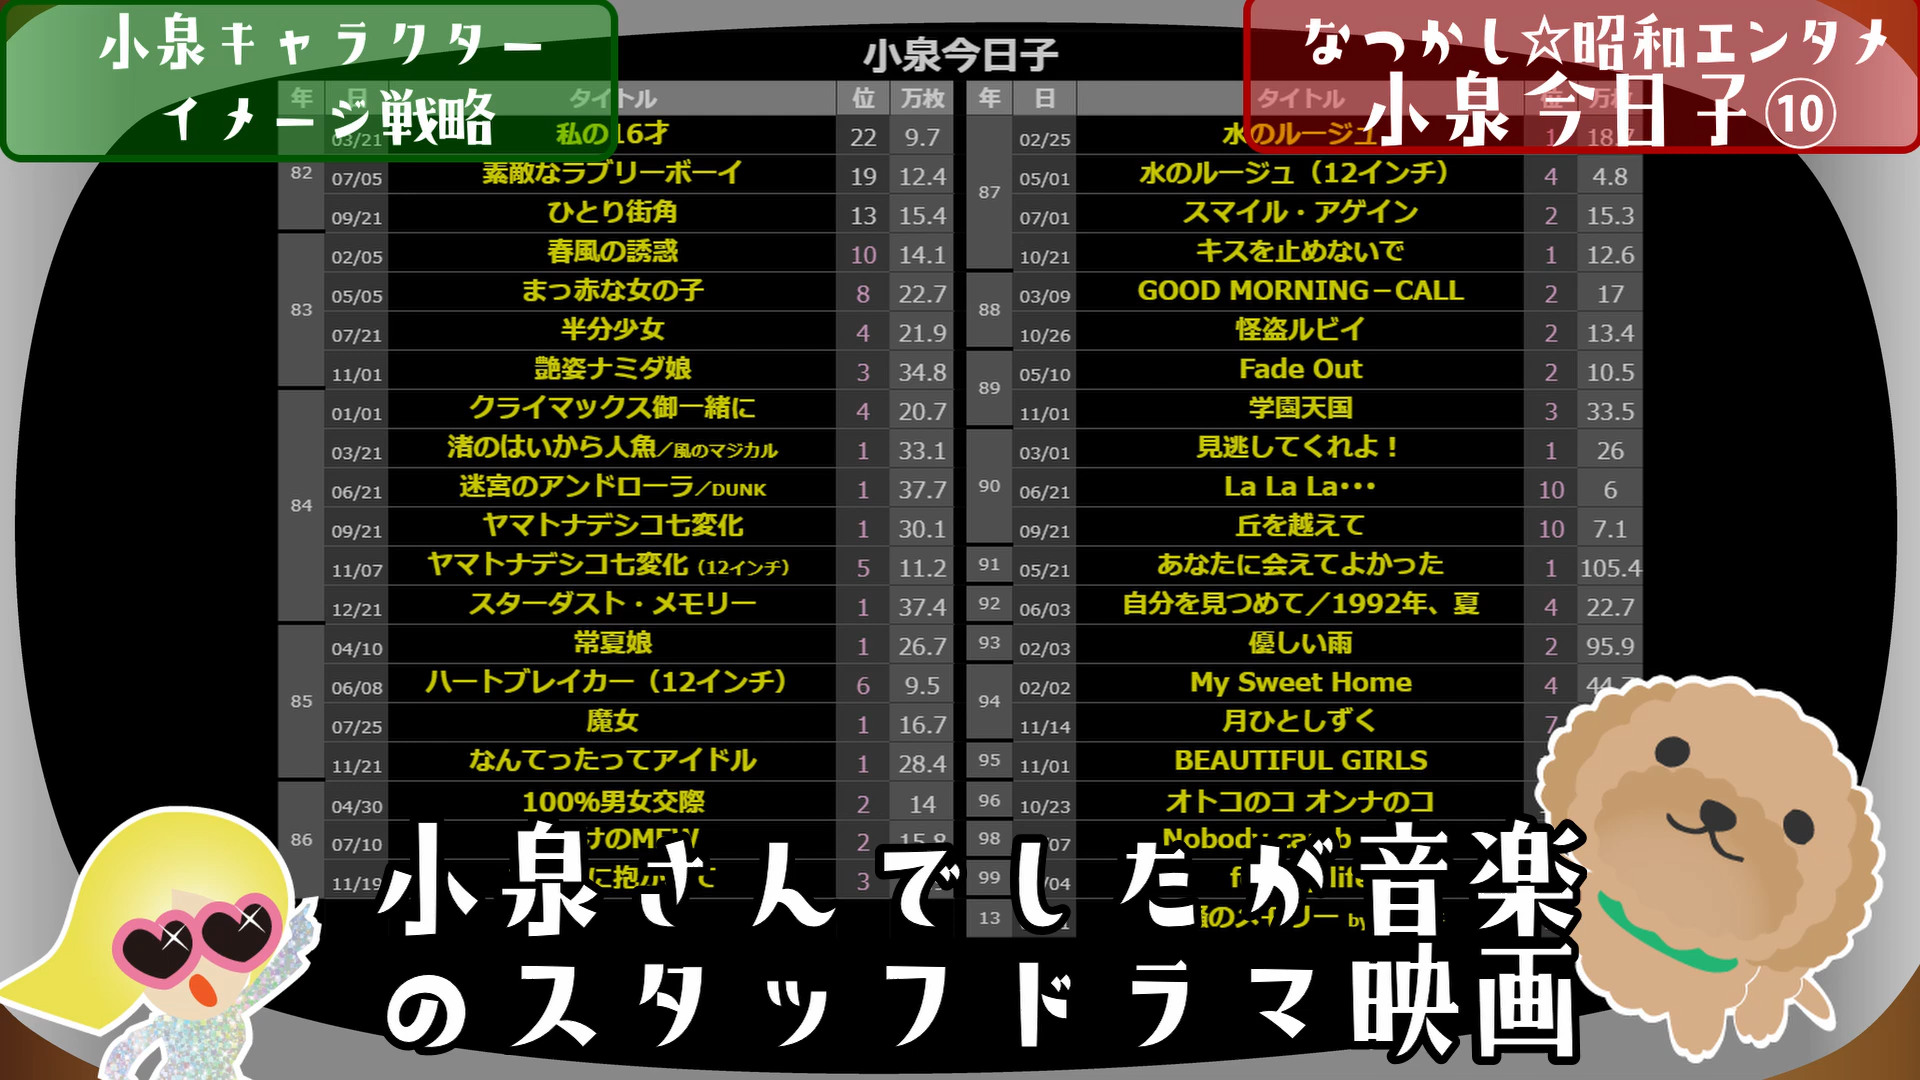 小泉キャラクター
イメージ戦略
なつかし☆昭和エンタメ
小泉今日子⑩
小泉今日子
年 日 タイトル 位 万枚
82
03/21 私の16才 22 9.7
07/05 素敵なラブリーボーイ 19 12.4
09/21 ひとり街角 13 15.4
83
02/05 春風の誘惑 10 14.1
05/05 まっ赤な女の子 8 22.7
07/21 半分少女 4 21.9
11/01 艶姿ナミダ娘 3 34.8
84
01/01 クライマックス御一緒に 4 20.7
03/21 渚のはいから人魚／風のマジカル 1 33.1
06/21 迷宮のアンドローラ／DUNK 1 37.7
09/21 ヤマトナデシコ七変化 1 30.1
11/07 ヤマトナデシコ七変化（12インチ） 5 11.2
12/21 スターダスト・メモリー 1 37.4
85
04/10 常夏娘 1 26.7
06/08 ハートブレイカー（12インチ） 6 9.5
07/25 魔女 1 16.7
11/21 なんてったってアイドル 1 28.4
86
04/30 100%男女交際 2 14
07/10 けのMEW 2 15.8
11/19 に抱 て 3
年 日 タイトル 位 万枚
87
02/25 水のルージュ 1 18.
05/01 水のルージュ（12インチ） 4 4.8
07/01 スマイル・アゲイン 2 15.3
10/21 キスを止めないで 1 12.6
88
03/09 GOOD MORNING－CALL 2 17
10/26 怪盗ルビイ 2 13.4
89
05/10 Fade Out 2 10.5
11/01 学園天国 3 33.5
90
03/01 見逃してくれよ！ 1 26
06/21 La La La･･･ 10 6
09/21 丘を越えて 10 7.1
91 05/21 あなたに会えてよかった 1 105.4
92 06/03 自分を見つめて／1992年、夏 4 22.7
93 02/03 優しい雨 2 95.9
94
02/02 My Sweet Home 4 44.
11/14 月ひとしずく 7
95 11/01 BEAUTIFUL GIRLS
96 10/23 オトコのコ オンナのコ
98 /07 Nobody ca b
99 /04 f life
13
小泉さんでしたが音楽
のスタッフドラマ映画